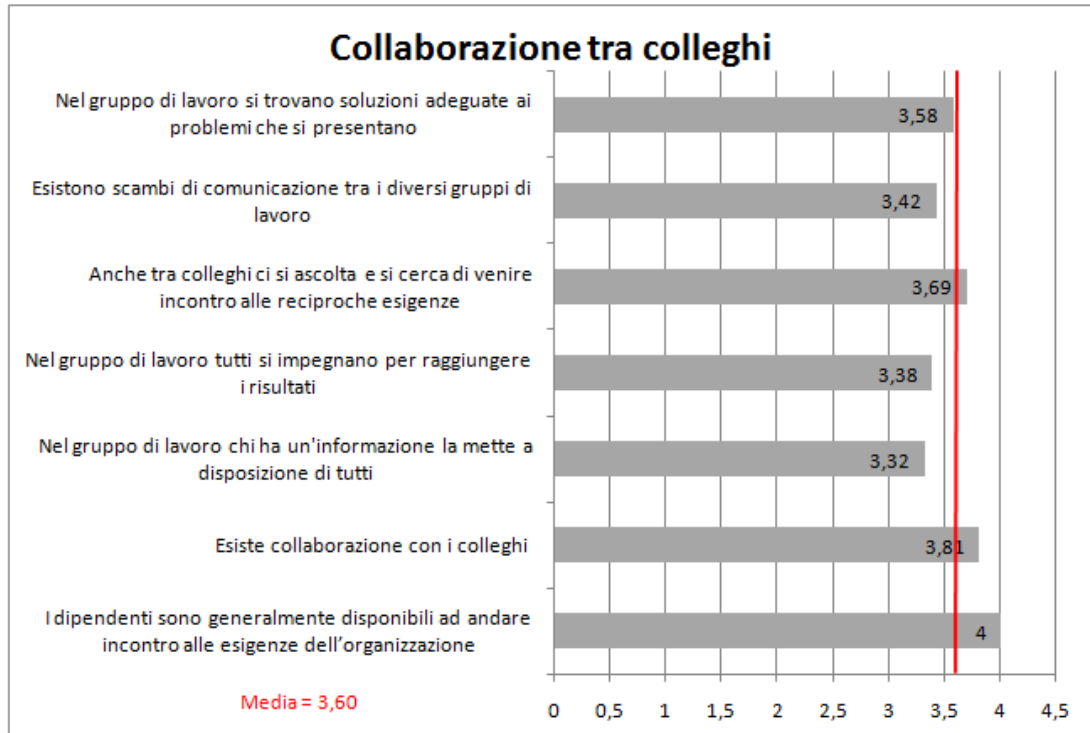 Collaborazione tra colleghi
Nel gruppo di lavoro si trovano soluzioni adeguate ai
problemi che si presentano
3,58
Esistono scambi di comunicazione tra i diversi gruppi di
lavoro
3,42
Anche tra colleghi ci si ascolta e si cerca di venire
incontro alle reciproche esigenze
3,69
Nel gruppo di lavoro tutti si impegnano per raggiungere
i risultati
3,38
Nel gruppo di lavoro chi ha un'informazione la mette a
disposizione di tutti
3,32
Esiste collaborazione con i colleghi
3,81
I dipendenti sono generalmente disponibili ad andare
incontro alle esigenze dell’organizzazione
4
Media = 3,60
0 0,5 1 1,5 2 2,5 3 3,5 4 4,5